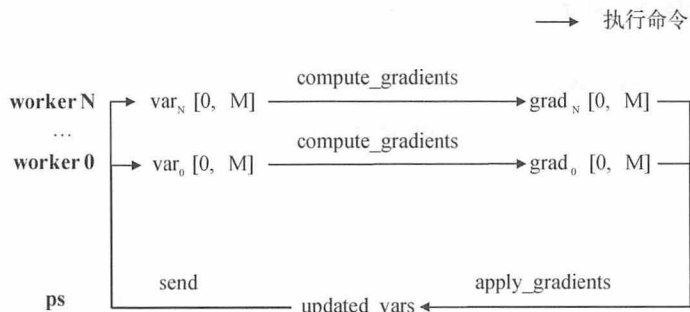 执行命令
compute_gradients
worker N var_N [0, M] grad_N [0, M]
...
compute_gradients
worker 0 var_0 [0, M] grad_0 [0, M]
send apply_gradients
ps updated_vars